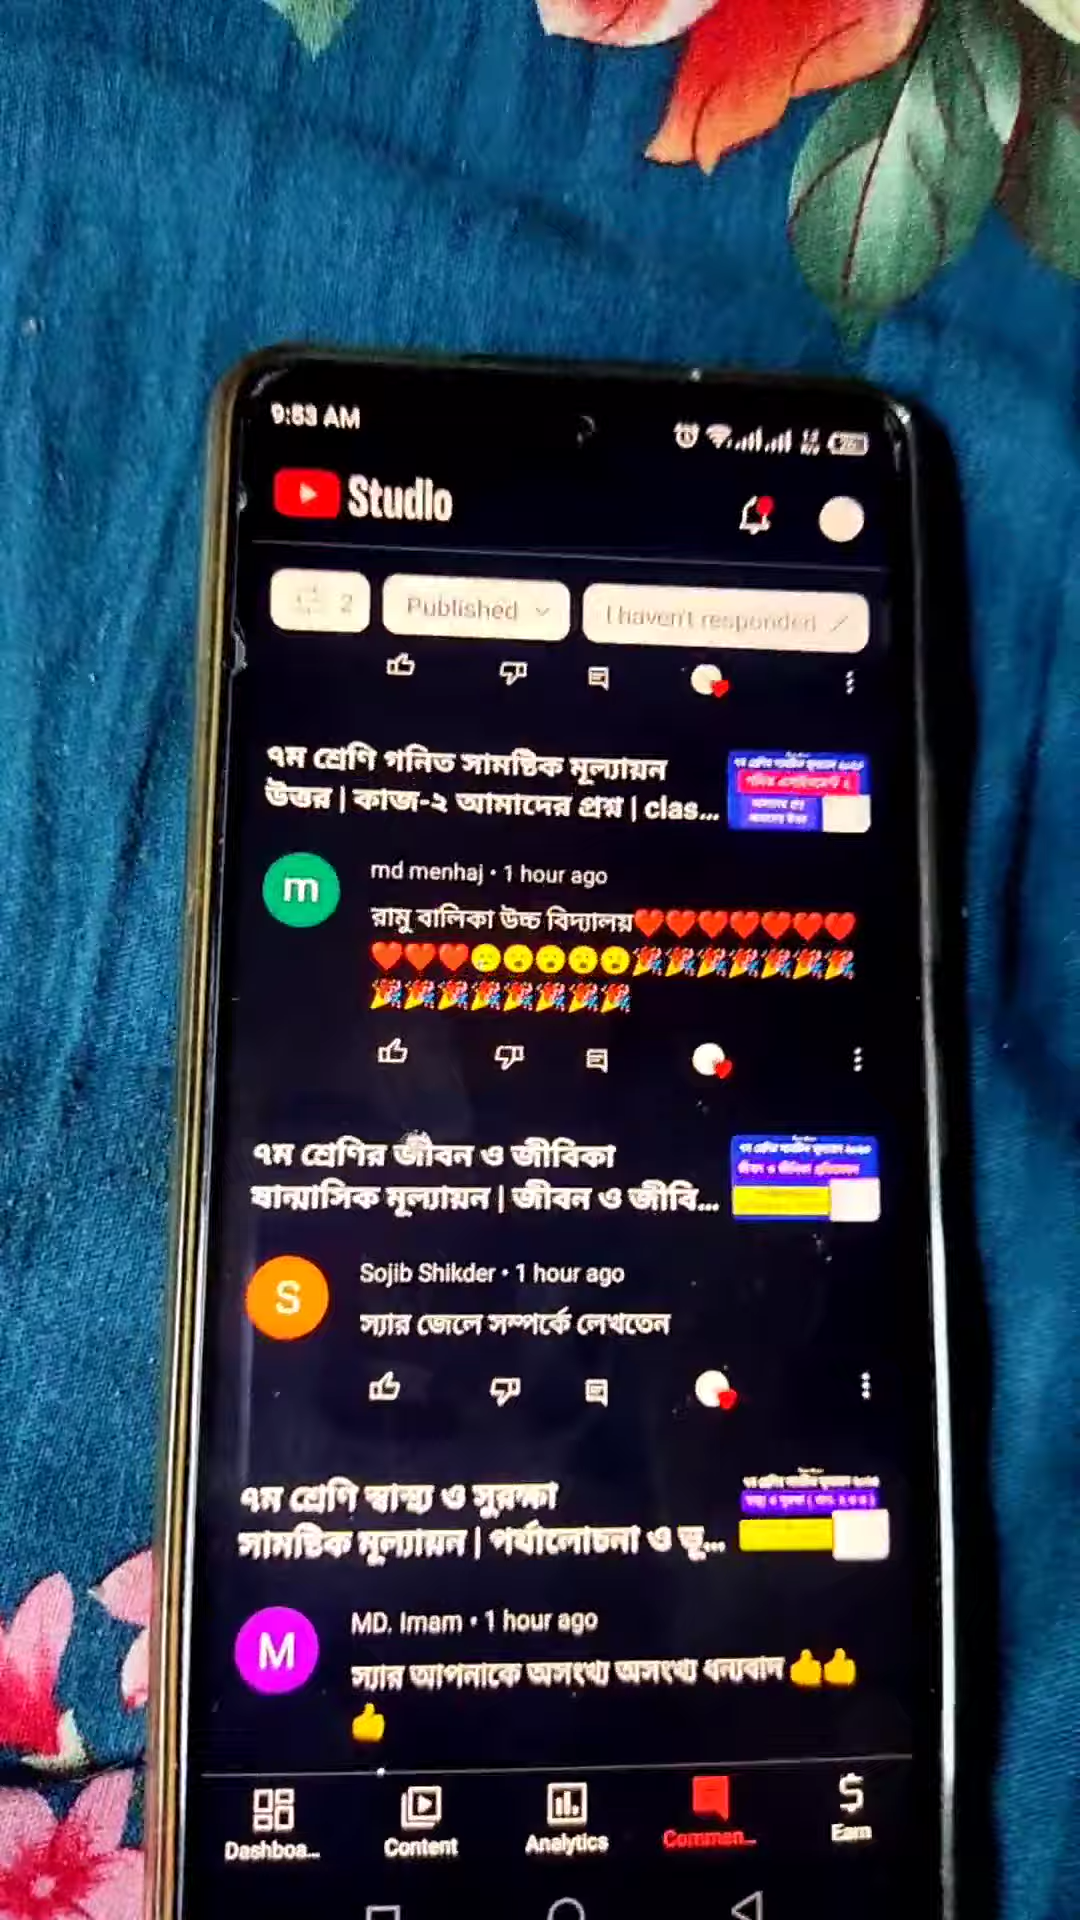 9:53 AM
Studio
2
Published
I haven't responded
৭ম শ্রেণি গনিত সামষ্টিক মূল্যায়ন
উত্তর | কাজ-২ আমাদের প্রশ্ন | clas...
md menhaj • 1 hour ago
রামু বালিকা উচ্চ বিদ্যালয়❤️❤️❤️❤️❤️❤️❤️
❤️❤️❤️😢😮😮😮😮🎉🎉🎉🎉🎉🎉🎉
🎉🎉🎉🎉🎉🎉🎉🎉
৭ম শ্রেণির জীবন ও জীবিকা
ষান্মাসিক মূল্যায়ন | জীবন ও জীবি...
Sojib Shikder • 1 hour ago
স্যার জেলে সম্পর্কে লেখতেন
৭ম শ্রেণি স্বাস্থ্য ও সুরক্ষা
সামষ্টিক মূল্যায়ন | পর্যালোচনা ও ভূ...
MD. Imam • 1 hour ago
স্যার আপনাকে অসংখ্য অসংখ্য ধন্যবাদ 👍👍
👍
Dashboa...
Content
Analytics
Commen...
Earn